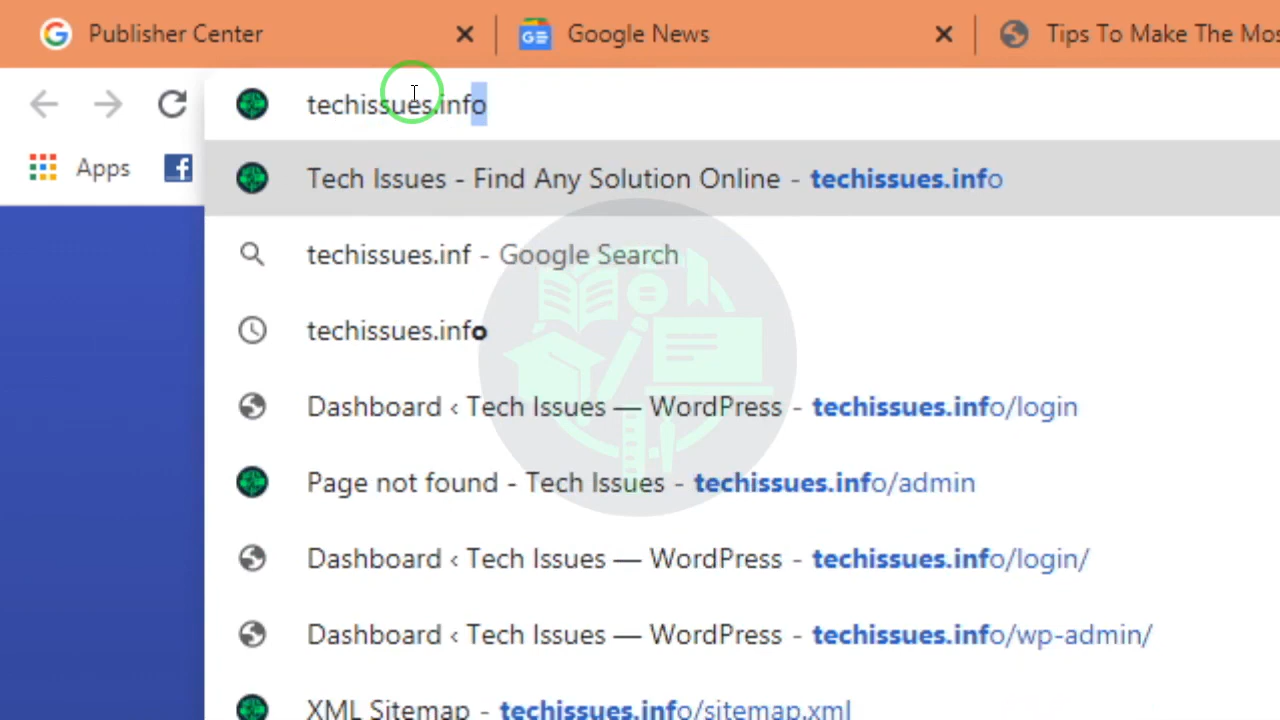 Publisher Center
Google News
Tips To Make The Mos
techissues.info
Apps
Tech Issues - Find Any Solution Online - techissues.info
techissues.inf - Google Search
techissues.info
Dashboard ‹ Tech Issues — WordPress - techissues.info/login
Page not found - Tech Issues - techissues.info/admin
Dashboard ‹ Tech Issues — WordPress - techissues.info/login/
Dashboard ‹ Tech Issues — WordPress - techissues.info/wp-admin/
XML Sitemap - techissues.info/sitemap.xml